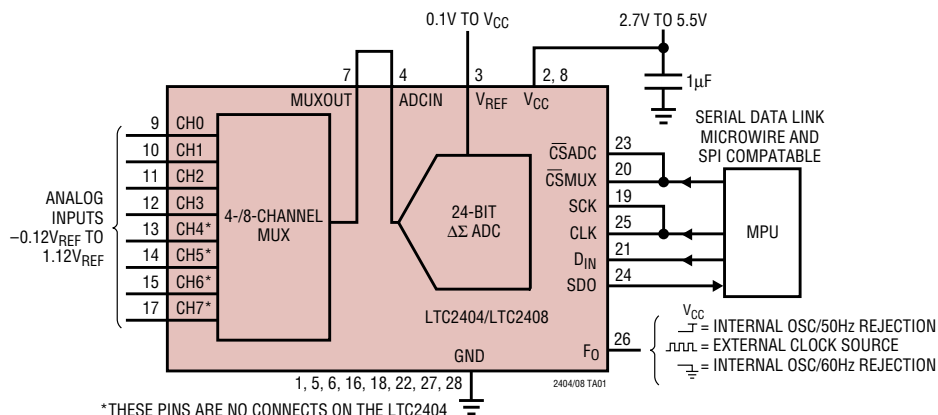 0.1V TO VCC
2.7V TO 5.5V
7
4
3
2, 8
MUXOUT
ADCIN
VREF
VCC
1μF
SERIAL DATA LINK
MICROWIRE AND
SPI COMPATABLE
ANALOG
INPUTS
–0.12VREF TO
1.12VREF
9 CH0
10 CH1
11 CH2
12 CH3
13 CH4*
14 CH5*
15 CH6*
17 CH7*
4-/8-CHANNEL
MUX
24-BIT
ΔΣ ADC
LTC2404/LTC2408
CSADC 23
CSMUX 20
SCK 19
CLK 25
DIN 21
SDO 24
MPU
FO 26
VCC
= INTERNAL OSC/50Hz REJECTION
= EXTERNAL CLOCK SOURCE
= INTERNAL OSC/60Hz REJECTION
GND
1, 5, 6, 16, 18, 22, 27, 28
2404/08 TA01
*THESE PINS ARE NO CONNECTS ON THE LTC2404